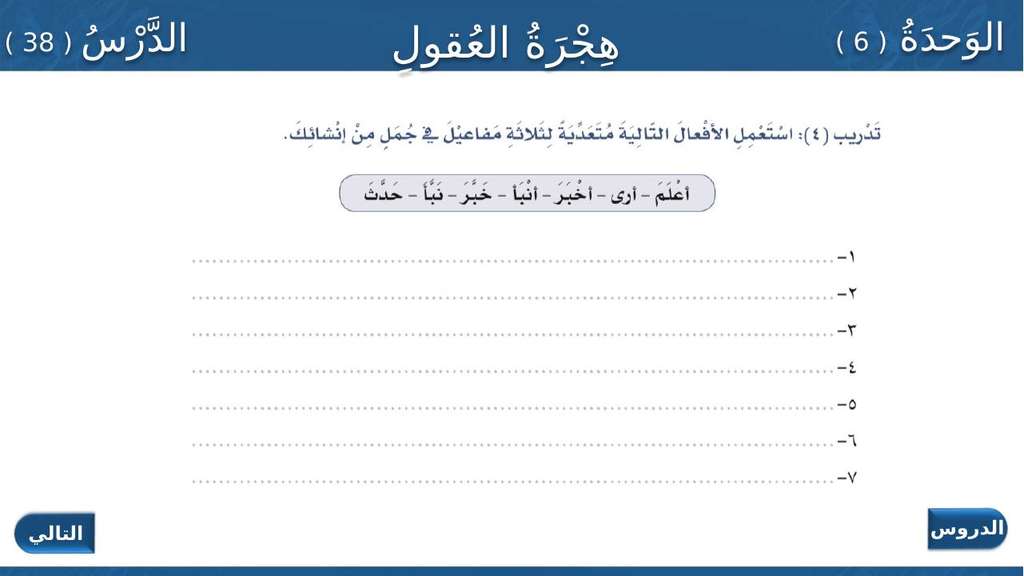 الوَحدَةُ ( 6 ) هِجْرَةُ العُقولِ الدَّرْسُ ( 38 )
تَدْريب (٤): اسْتَعْمِلِ الأفْعالَ التّالِيَةَ مُتَعَدِّيَةً لِثَلاثَةِ مَفاعيْلَ في جُمَلٍ مِنْ إنْشائِكَ.
أعْلَمَ – أرى – أخْبَرَ – أنْبَأ – خَبَّرَ – نَبَّأَ – حَدَّثَ
١– ................................................................
٢– ................................................................
٣– ................................................................
٤– ................................................................
٥– ................................................................
٦– ................................................................
٧– ................................................................
الدروس التالي